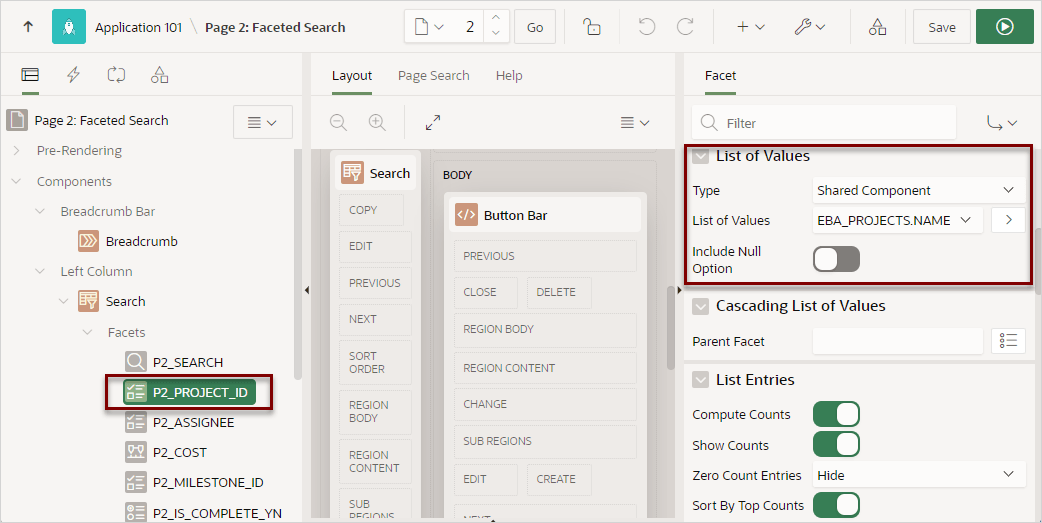 Application 101 \ Page 2: Faceted Search
2
Go
Save
Layout
Page Search
Help
Facet
Page 2: Faceted Search
Pre-Rendering
Components
Breadcrumb Bar
Breadcrumb
Left Column
Search
Facets
P2_SEARCH
P2_PROJECT_ID
P2_ASSIGNEE
P2_COST
P2_MILESTONE_ID
P2_IS_COMPLETE_YN
Search
COPY
EDIT
PREVIOUS
NEXT
SORT
ORDER
REGION
BODY
REGION
CONTENT
SUB
REGIONS
BODY
</> Button Bar
PREVIOUS
CLOSE
DELETE
REGION BODY
REGION CONTENT
CHANGE
SUB REGIONS
EDIT
CREATE
NEXT
Filter
List of Values
Type
Shared Component
List of Values
EBA_PROJECTS.NAME
Include Null
Option
Cascading List of Values
Parent Facet
List Entries
Compute Counts
Show Counts
Zero Count Entries
Hide
Sort By Top Counts